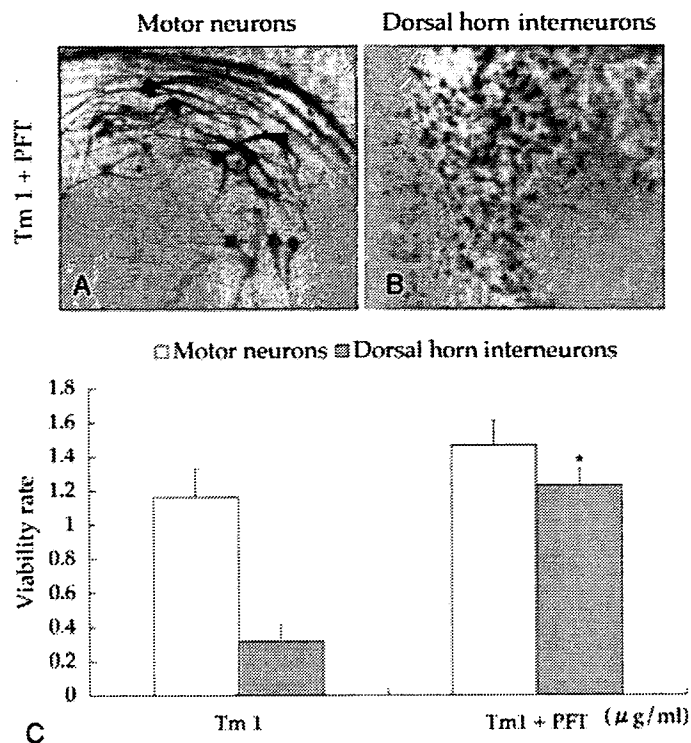 Motor neurons Dorsal horn interneurons
Tm 1 + PFT
A B
□ Motor neurons ■ Dorsal horn interneurons
Viability rate
1.8
1.6
1.4
1.2
1
0.8
0.6
0.4
0.2
0
*
Tm 1 Tm1 + PFT (μg/ml)
C